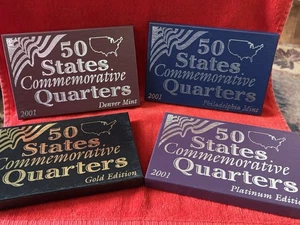 50
States
Commemorative
Quarters
Denver Mint
2001
50
States
Commemorative
Quarters
2001
Philadelphia Mint
50
States
Commemorative
Quarters
Gold Edition
50
States
Commemorative
Quarters
2001
Platinum Edition